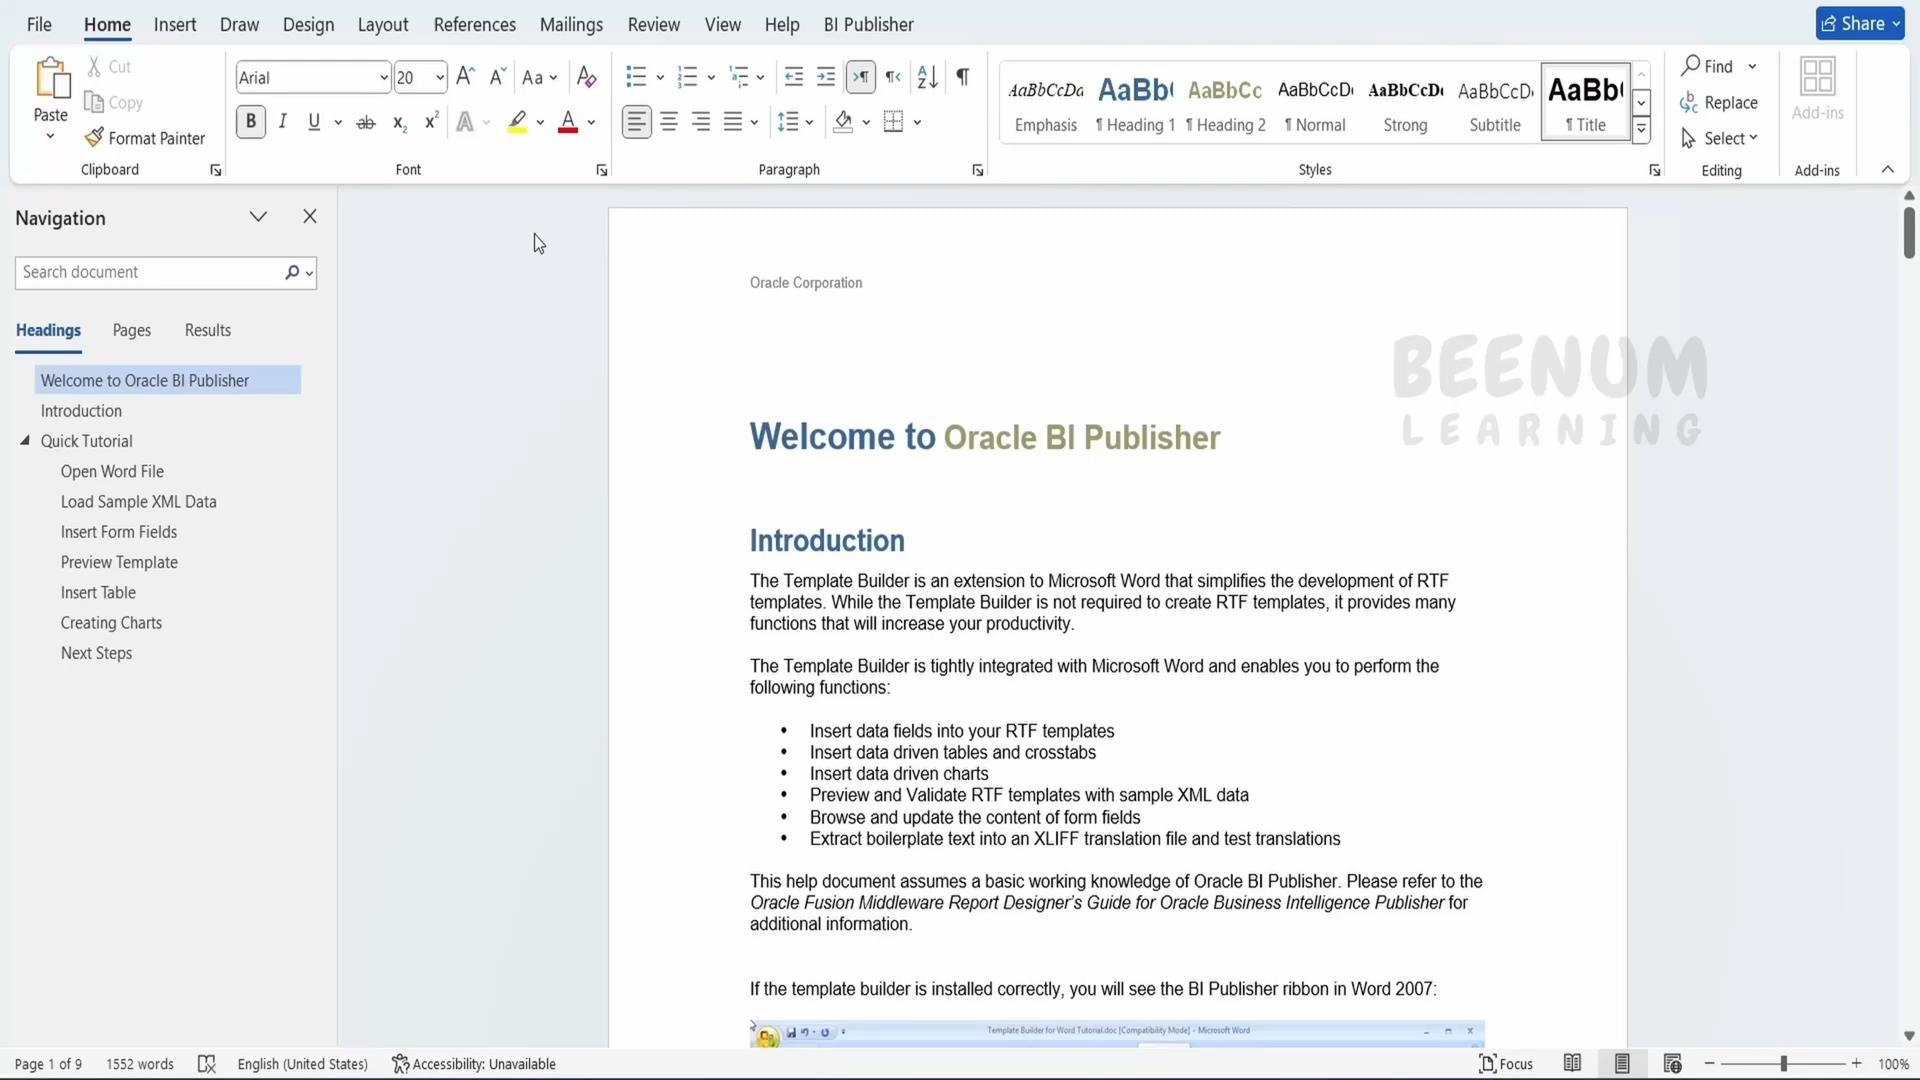 File Home Insert Draw Design Layout References Mailings Review View Help BI Publisher Share
Paste
Cut
Copy
Format Painter
Clipboard
Arial 20
Font
Paragraph
AaBbCcDa AaBb( AaBbCc AaBbCcD AaBbCcD AaBbCcD AaBb(
Emphasis ¶ Heading 1 ¶ Heading 2 ¶ Normal Strong Subtitle ¶ Title
Styles
Find
Replace
Select
Editing
Add-ins
Add-ins
Navigation
Search document
Headings Pages Results
Welcome to Oracle BI Publisher
Introduction
Quick Tutorial
Open Word File
Load Sample XML Data
Insert Form Fields
Preview Template
Insert Table
Creating Charts
Next Steps
Oracle Corporation
BEENUM
LEARNING
Welcome to Oracle BI Publisher
Introduction
The Template Builder is an extension to Microsoft Word that simplifies the development of RTF
templates. While the Template Builder is not required to create RTF templates, it provides many
functions that will increase your productivity.
The Template Builder is tightly integrated with Microsoft Word and enables you to perform the
following functions:
• Insert data fields into your RTF templates
• Insert data driven tables and crosstabs
• Insert data driven charts
• Preview and Validate RTF templates with sample XML data
• Browse and update the content of form fields
• Extract boilerplate text into an XLIFF translation file and test translations
This help document assumes a basic working knowledge of Oracle BI Publisher. Please refer to the
Oracle Fusion Middleware Report Designer's Guide for Oracle Business Intelligence Publisher for
additional information.
If the template builder is installed correctly, you will see the BI Publisher ribbon in Word 2007:
Template Builder for Word Tutorial.doc [Compatibility Mode] - Microsoft Word
Page 1 of 9 1552 words English (United States) Accessibility: Unavailable Focus 100%